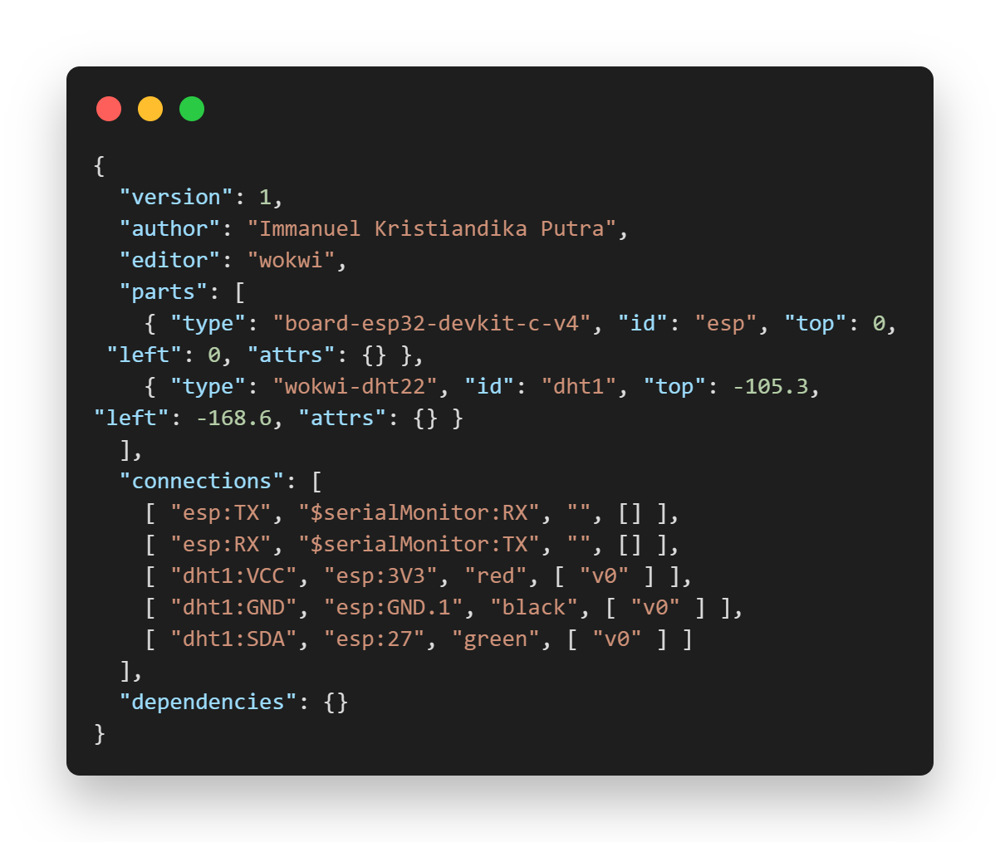 {
  "version": 1,
  "author": "Immanuel Kristiandika Putra",
  "editor": "wokwi",
  "parts": [
    { "type": "board-esp32-devkit-c-v4", "id": "esp", "top": 0,
 "left": 0, "attrs": {} },
    { "type": "wokwi-dht22", "id": "dht1", "top": -105.3,
"left": -168.6, "attrs": {} }
  ],
  "connections": [
    [ "esp:TX", "$serialMonitor:RX", "", [] ],
    [ "esp:RX", "$serialMonitor:TX", "", [] ],
    [ "dht1:VCC", "esp:3V3", "red", [ "v0" ] ],
    [ "dht1:GND", "esp:GND.1", "black", [ "v0" ] ],
    [ "dht1:SDA", "esp:27", "green", [ "v0" ] ]
  ],
  "dependencies": {}
}